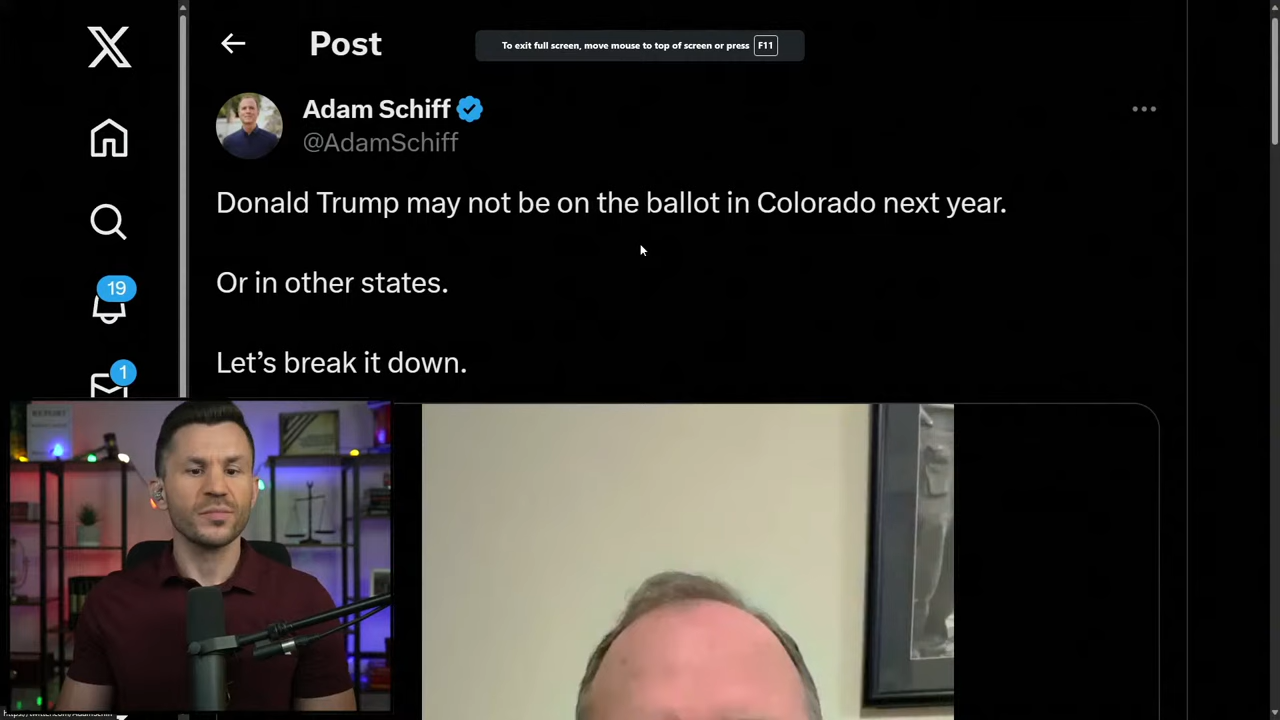 Post
To exit full screen, move mouse to top of screen or press F11
Adam Schiff
@AdamSchiff
Donald Trump may not be on the ballot in Colorado next year.
Or in other states.
Let’s break it down.
19
1